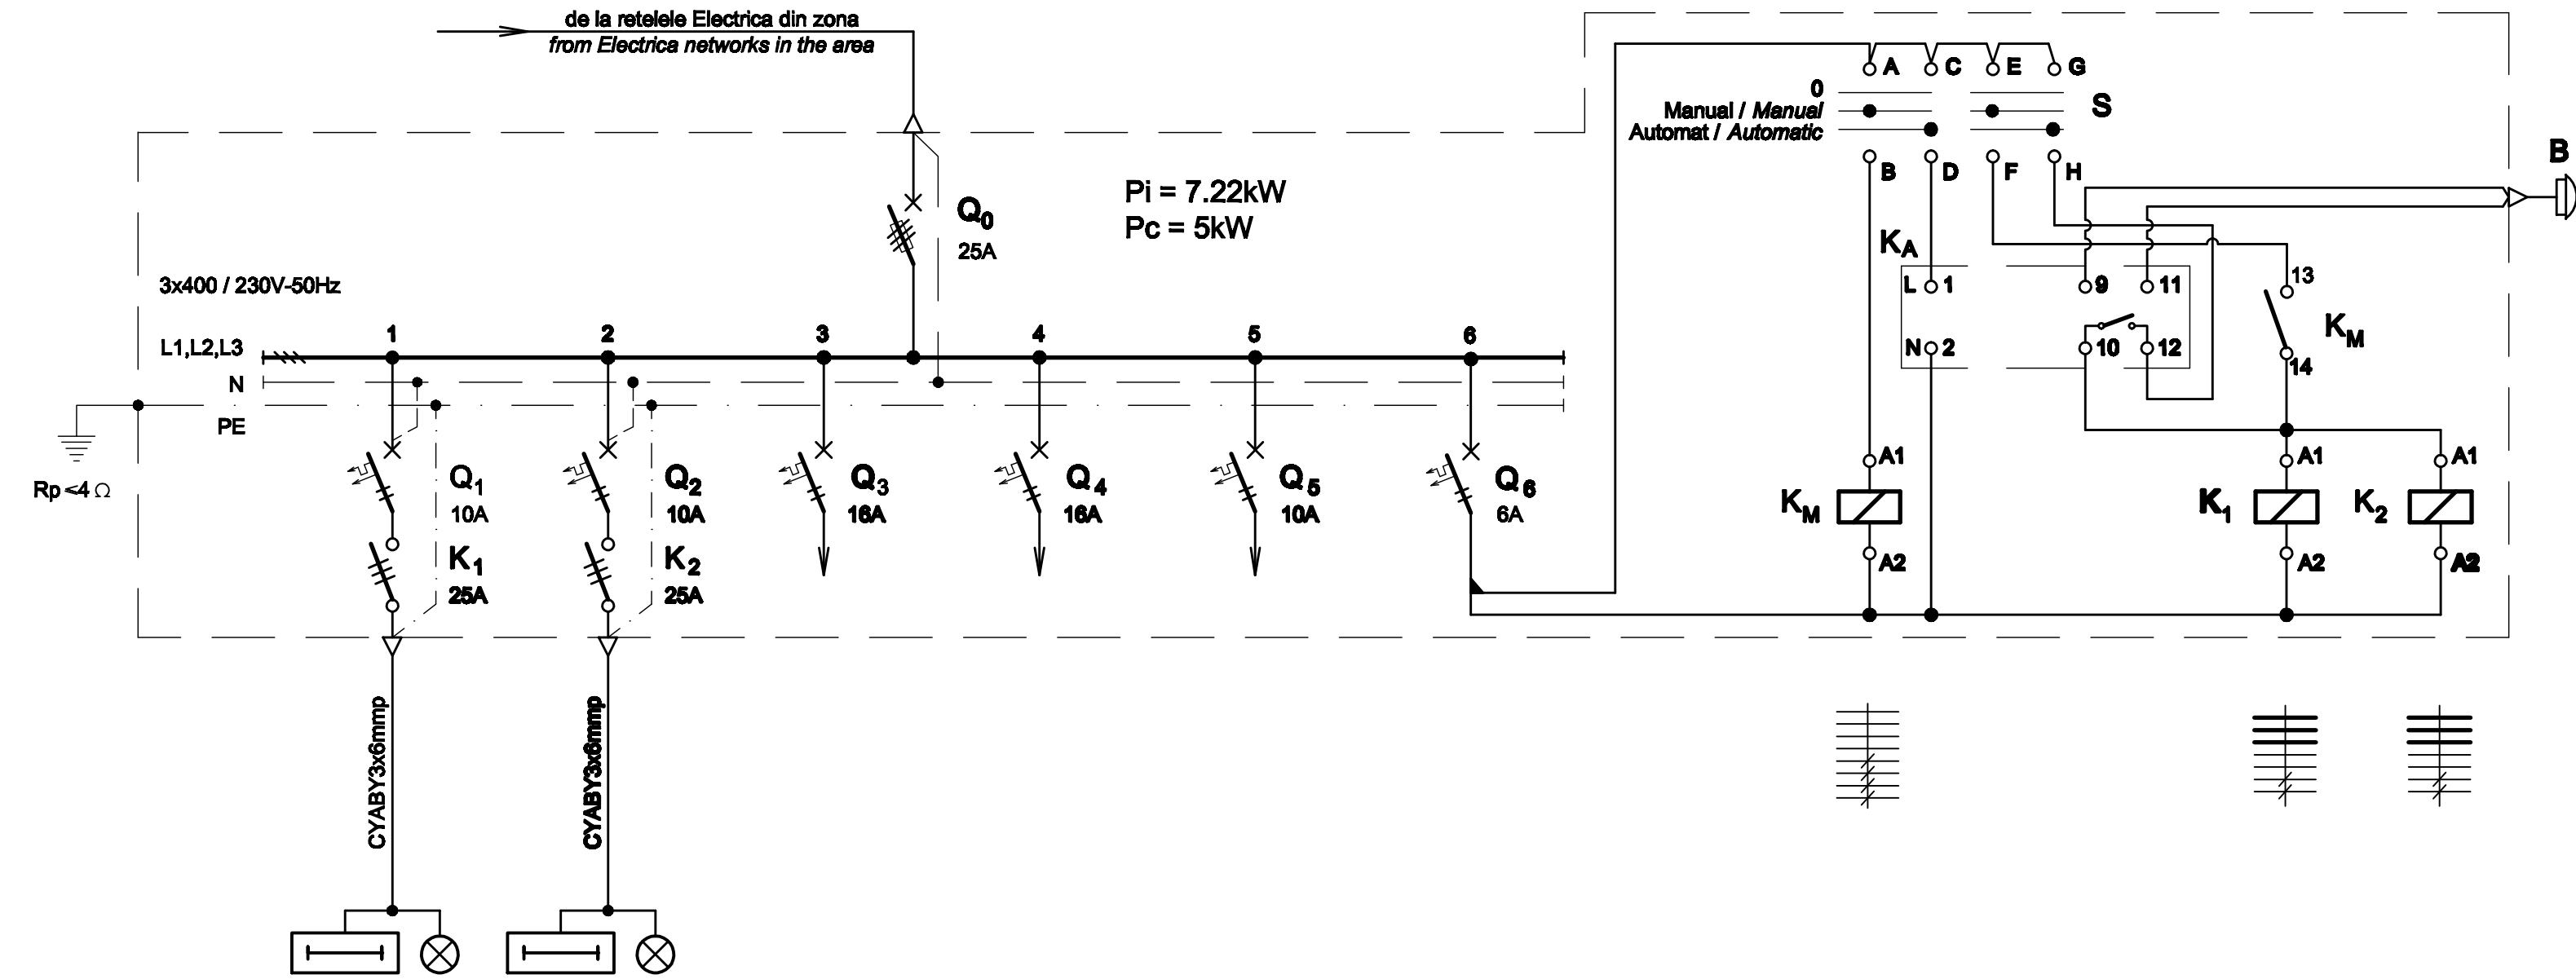 de la retelele Electrica din zona
from Electrica networks in the area
A C E G
0
Manual / Manual
Automat / Automatic
S
B D F H
B
Pi = 7.22kW
Pc = 5kW
Q0
25A
KA
3x400 / 230V-50Hz
L 1 9 11
13
KM
N 2 10 12
14
L1,L2,L3
1 2 3 4 5 6
N
PE
Rp <4 Ω
Q1
10A
Q2
10A
Q3
16A
Q4
16A
Q5
10A
Q6
6A
K1
25A
K2
25A
A1 A1 A1
KM K1 K2
A2 A2 A2
CYABY3x6mmp
CYABY3x6mmp